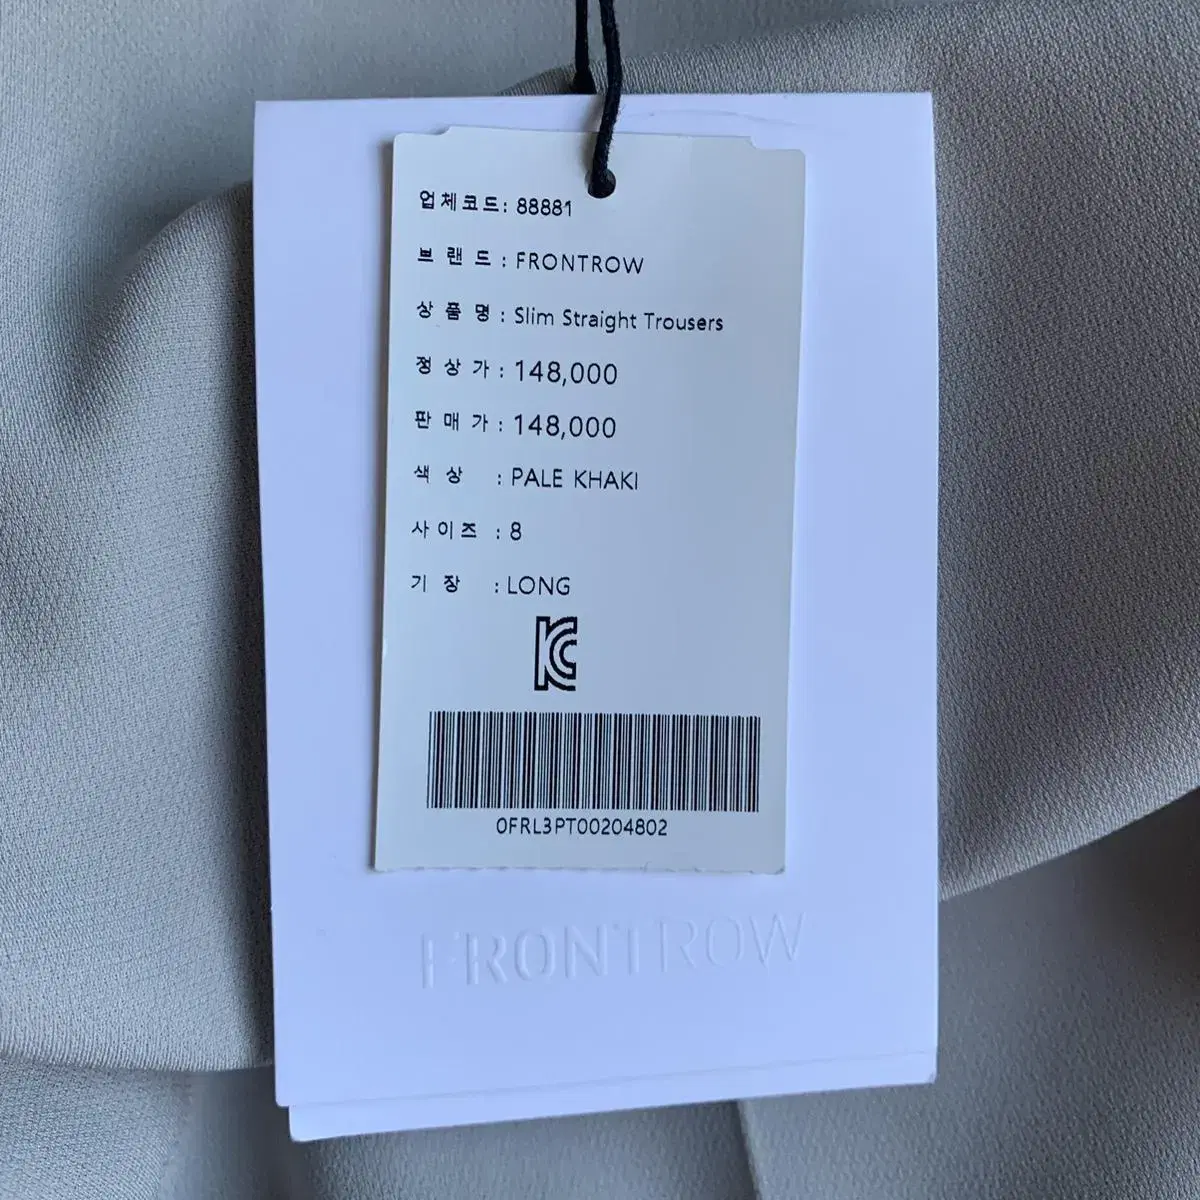 업체코드: 88881
브랜드 : FRONTROW
상품명 : Slim Straight Trousers
정상가 : 148,000
판매가 : 148,000
색상 : PALE KHAKI
사이즈 : 8
기장 : LONG
KC
0FRL3PT00204802
FRONTROW